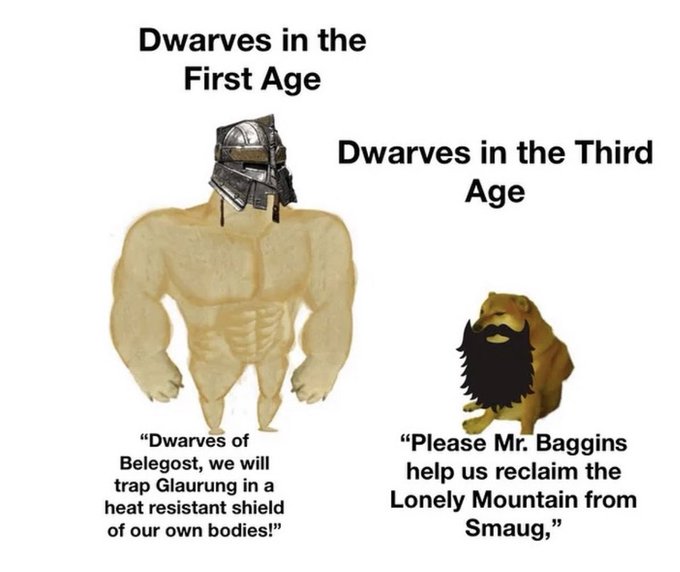 Dwarves in the
First Age
Dwarves in the Third
Age
“Dwarves of
Belegost, we will
trap Glaurung in a
heat resistant shield
of our own bodies!”
“Please Mr. Baggins
help us reclaim the
Lonely Mountain from
Smaug,”